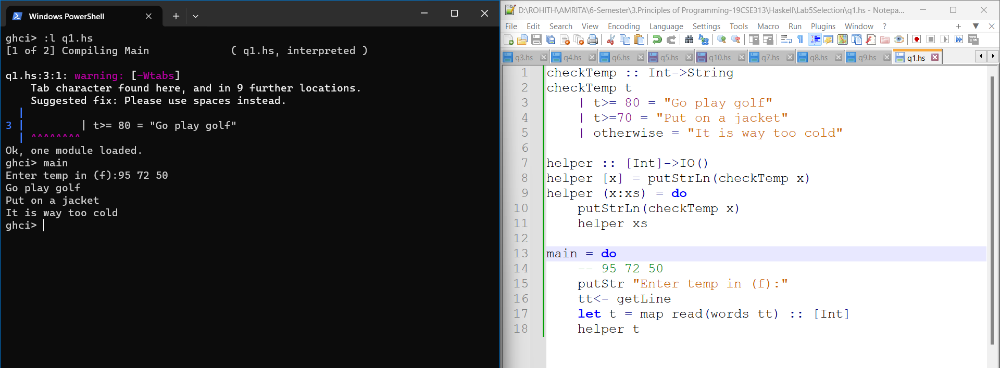 Windows PowerShell
ghci> :l q1.hs
[1 of 2] Compiling Main             ( q1.hs, interpreted )
q1.hs:3:1: warning: [-Wtabs]
    Tab character found here, and in 9 further locations.
    Suggested fix: Please use spaces instead.
  |
3 |         | t>= 80 = "Go play golf"
  | ^^^^^^^^
Ok, one module loaded.
ghci> main
Enter temp in (f):95 72 50
Go play golf
Put on a jacket
It is way too cold
ghci>
D:\ROHITH\AMRITA\6-Semester\3.Principles of Programming-19CSE313\Haskell\Lab5Selection\q1.hs - Notepa...
File Edit Search View Encoding Language Settings Tools Macro Run Plugins Window ?
q3.hs q4.hs q6.hs q5.hs q10.hs q7.hs q8.hs q9.hs q1.hs
1 checkTemp :: Int->String
2 checkTemp t
3     | t>= 80 = "Go play golf"
4     | t>=70 = "Put on a jacket"
5     | otherwise = "It is way too cold"
6
7 helper :: [Int]->IO()
8 helper [x] = putStrLn(checkTemp x)
9 helper (x:xs) = do
10     putStrLn(checkTemp x)
11     helper xs
12
13 main = do
14     -- 95 72 50
15     putStr "Enter temp in (f):"
16     tt<- getLine
17     let t = map read(words tt) :: [Int]
18     helper t